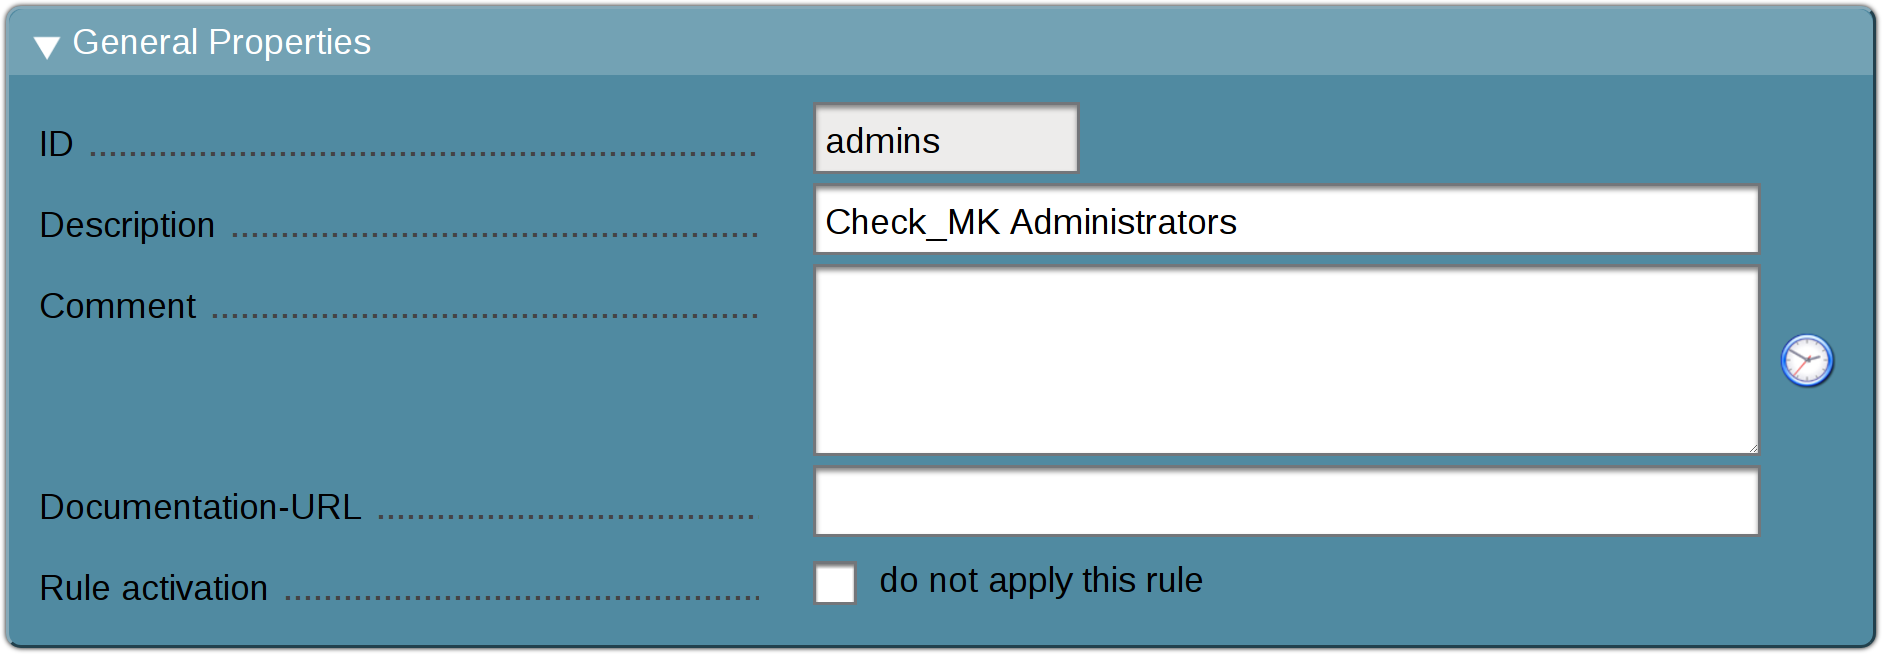 General Properties
ID admins
Description Check_MK Administrators
Comment
Documentation-URL
Rule activation do not apply this rule